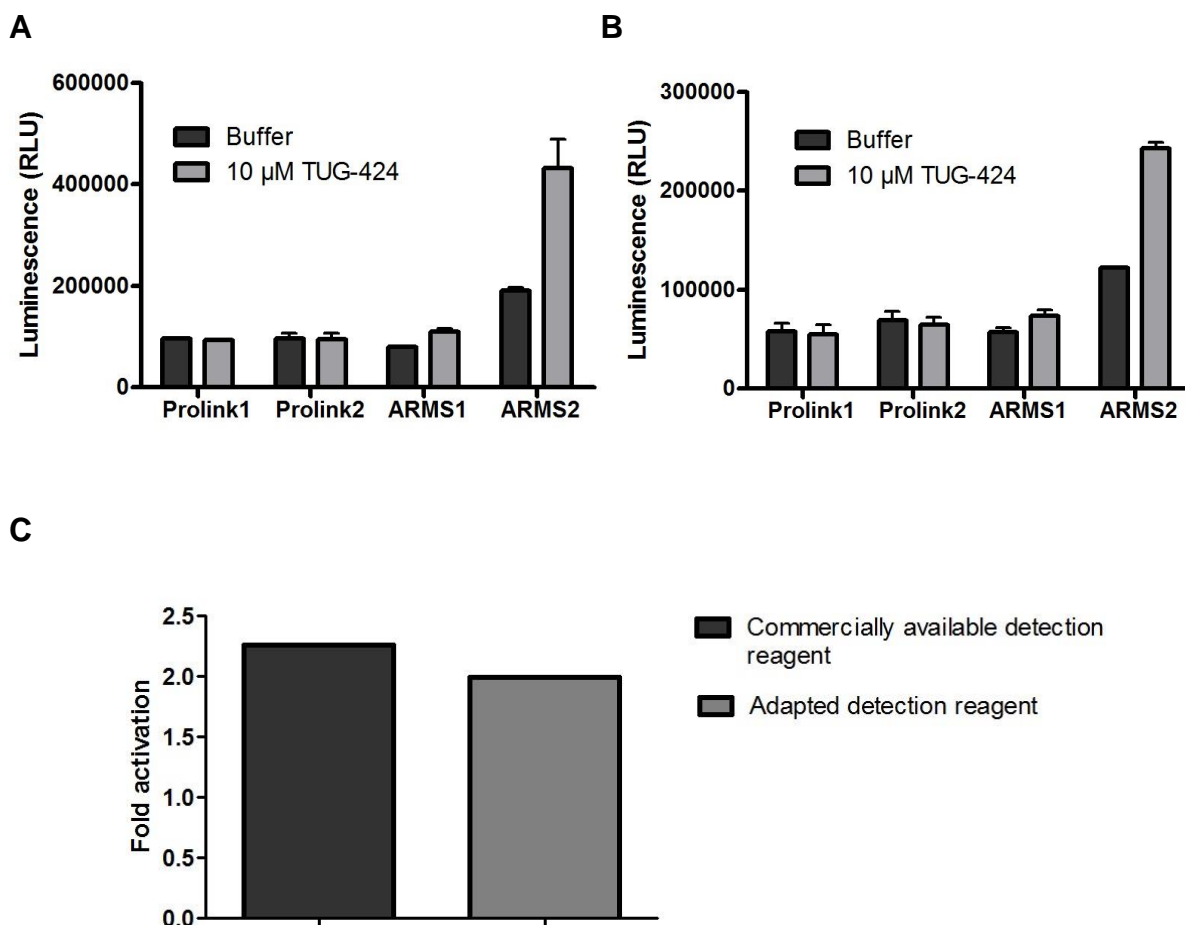 A
Luminescence (RLU)
600000
400000
200000
0
Buffer
10 µM TUG-424
Prolink1 Prolink2 ARMS1 ARMS2
B
Luminescence (RLU)
300000
200000
100000
0
Buffer
10 µM TUG-424
Prolink1 Prolink2 ARMS1 ARMS2
C
Fold activation
2.5
2.0
1.5
1.0
0.5
0.0
Commercially available detection
reagent
Adapted detection reagent